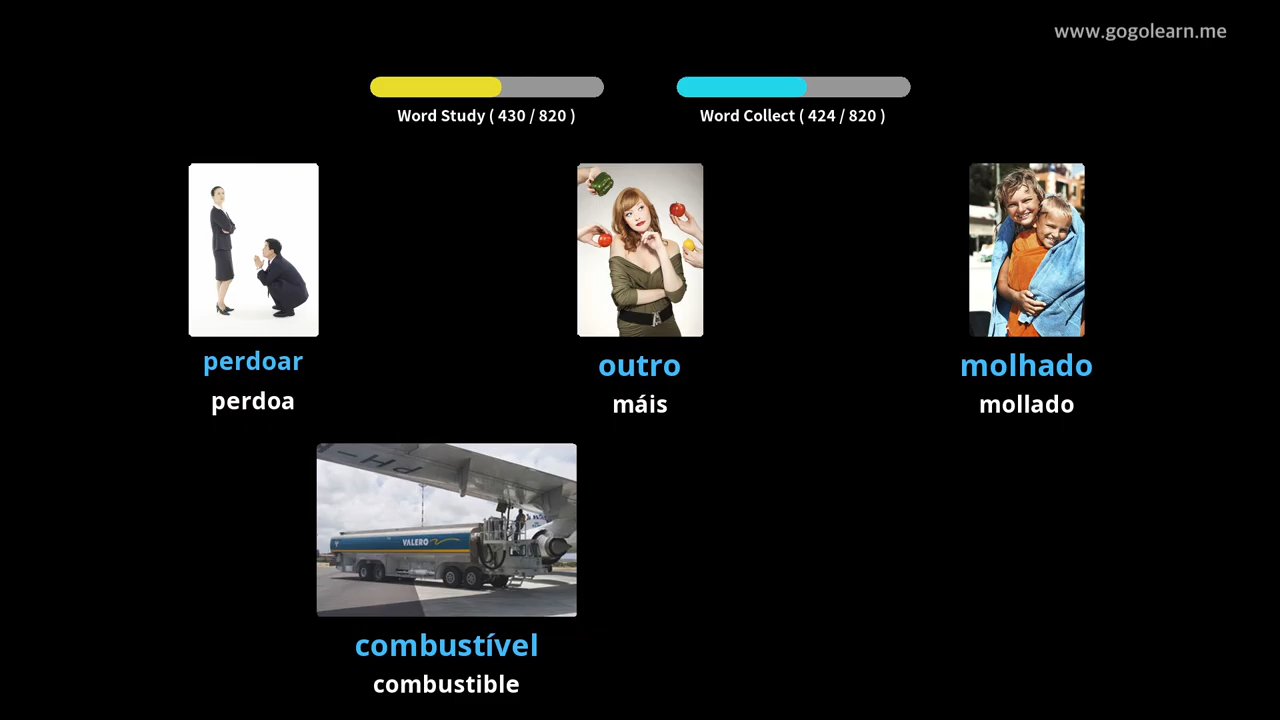 www.gogolearn.me
Word Study ( 430 / 820 )
Word Collect ( 424 / 820 )
perdoar
perdoa
outro
máis
molhado
mollado
PH-
VALERO
combustível
combustible